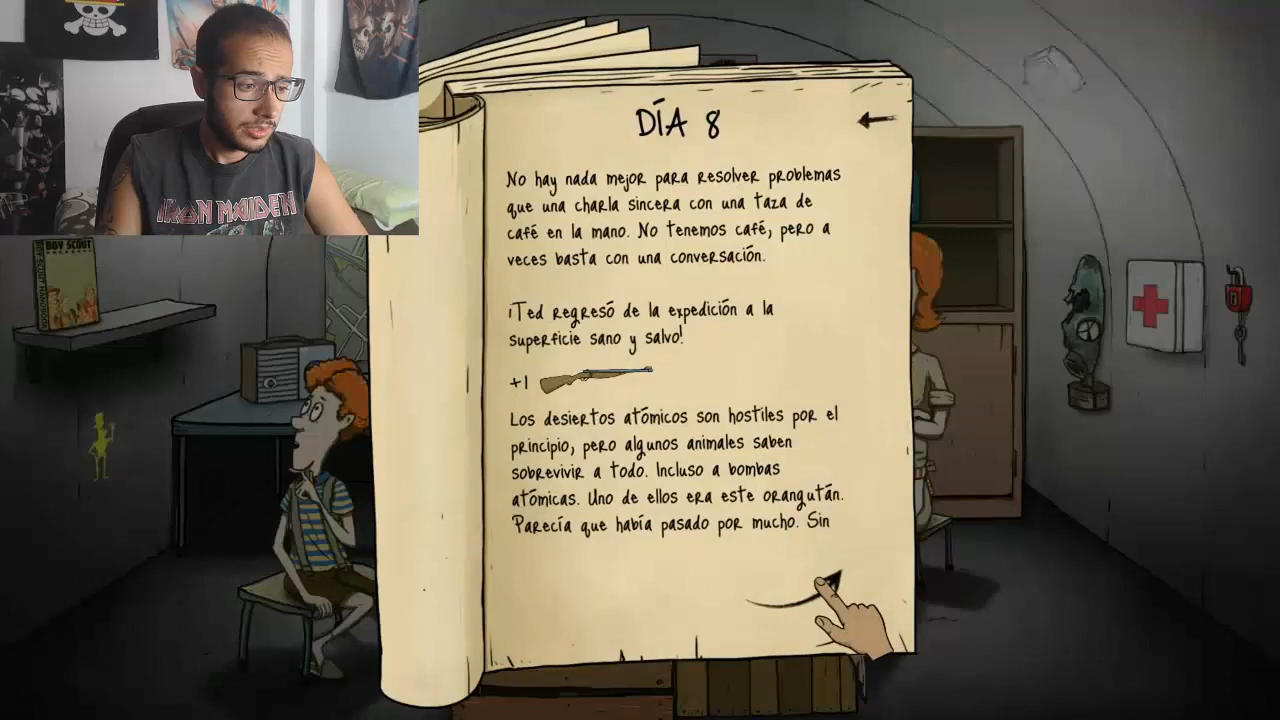 IRON MAIDEN
BOY SCOUT
DÍA 8
No hay nada mejor para resolver problemas
que una charla sincera con una taza de
café en la mano. No tenemos café, pero a
veces basta con una conversación.
¡Ted regresó de la expedición a la
superficie sano y salvo!
+1
Los desiertos atómicos son hostiles por el
principio, pero algunos animales saben
sobrevivir a todo. Incluso a bombas
atómicas. Uno de ellos era este orangután.
Parecía que había pasado por mucho. Sin